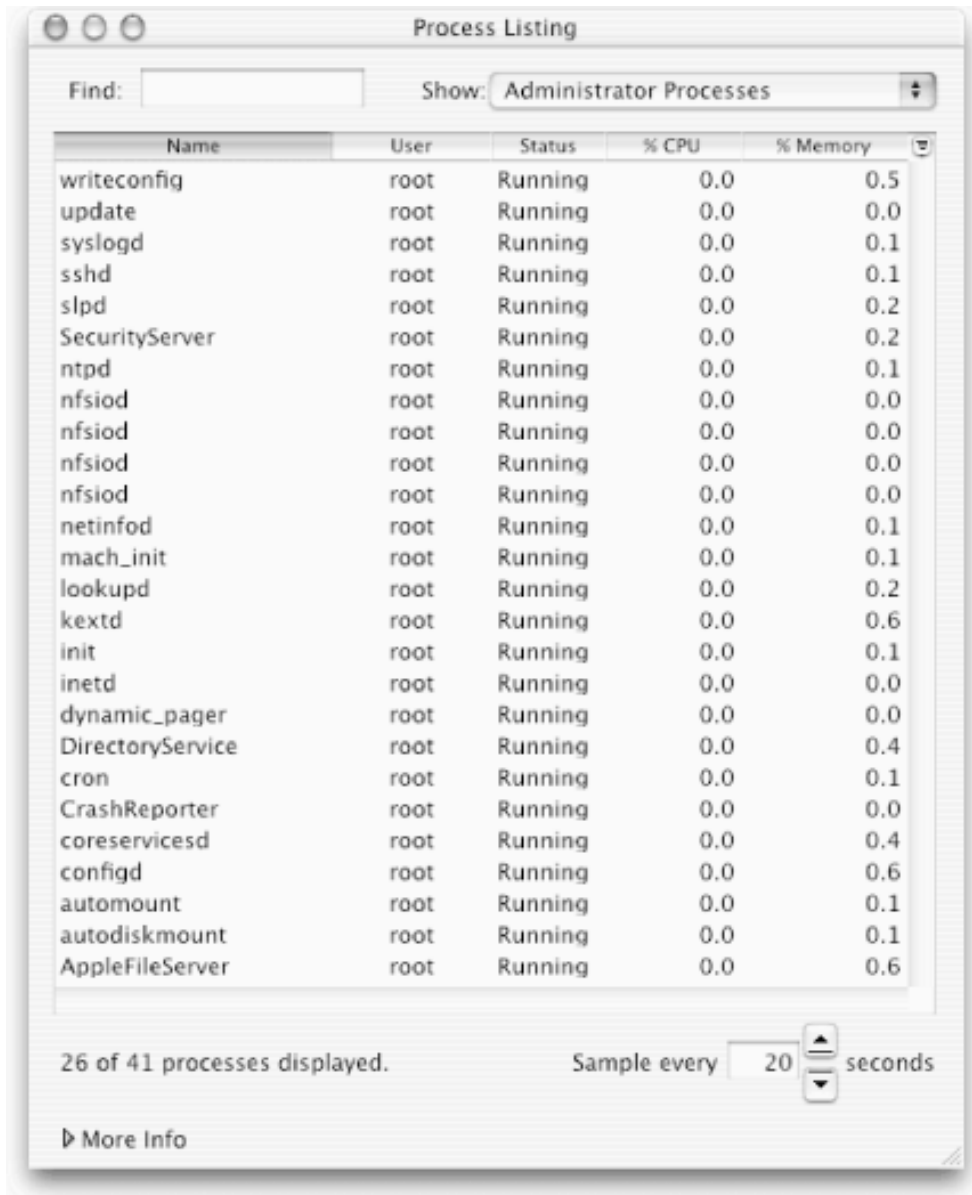 Process Listing
Find: Show: Administrator Processes
Name User Status % CPU % Memory
writeconfig root Running 0.0 0.5
update root Running 0.0 0.0
syslogd root Running 0.0 0.1
sshd root Running 0.0 0.1
slpd root Running 0.0 0.2
SecurityServer root Running 0.0 0.2
ntpd root Running 0.0 0.1
nfsiod root Running 0.0 0.0
nfsiod root Running 0.0 0.0
nfsiod root Running 0.0 0.0
nfsiod root Running 0.0 0.0
netinfod root Running 0.0 0.1
mach_init root Running 0.0 0.1
lookupd root Running 0.0 0.2
kextd root Running 0.0 0.6
init root Running 0.0 0.1
inetd root Running 0.0 0.0
dynamic_pager root Running 0.0 0.0
DirectoryService root Running 0.0 0.4
cron root Running 0.0 0.1
CrashReporter root Running 0.0 0.0
coreservicesd root Running 0.0 0.4
configd root Running 0.0 0.6
automount root Running 0.0 0.1
autodiskmount root Running 0.0 0.1
AppleFileServer root Running 0.0 0.6
26 of 41 processes displayed. Sample every 20 seconds
More Info